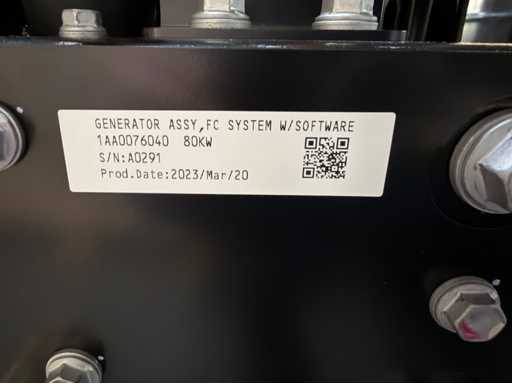 GENERATOR ASSY,FC SYSTEM W/SOFTWARE
1AA0076040 80KW
S/N:A0291
Prod.Date:2023/Mar/20